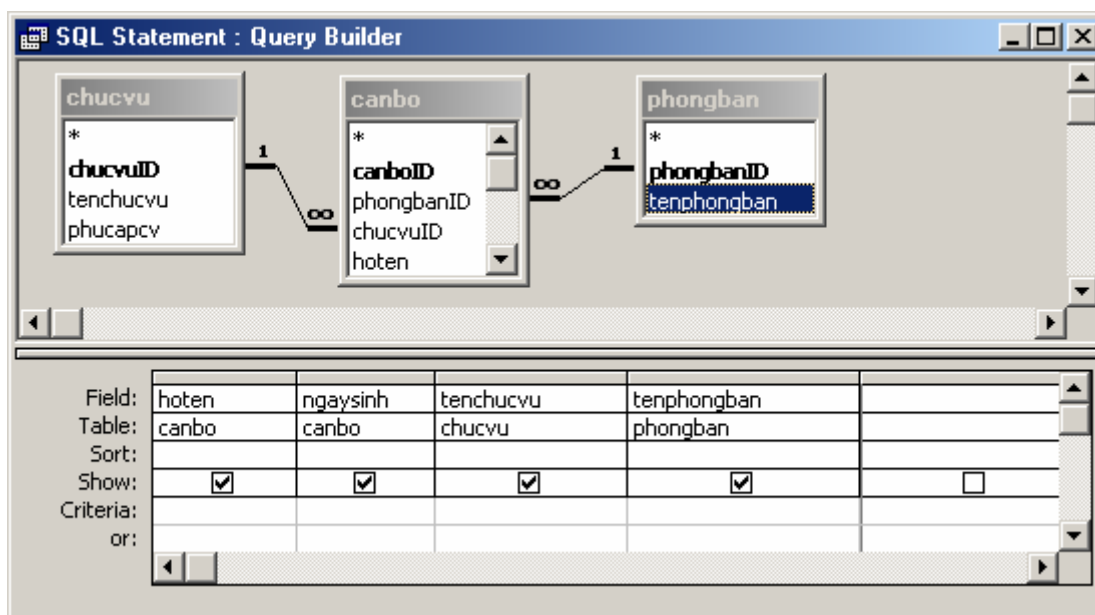 SQL Statement : Query Builder
chucvu
*
chucvuID
tenchucvu
phucapcv
1
∞
canbo
*
canboID
phongbanID
chucvuID
hoten
∞
1
phongban
*
phongbanID
tenphongban
Field: hoten ngaysinh tenchucvu tenphongban
Table: canbo canbo chucvu phongban
Sort:
Show:
Criteria:
or: